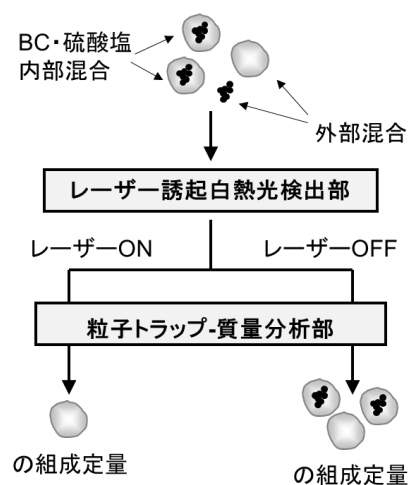 BC・硫酸塩
内部混合
外部混合
レーザー誘起白熱光検出部
レーザーON
レーザーOFF
粒子トラップ-質量分析部
の組成定量
の組成定量